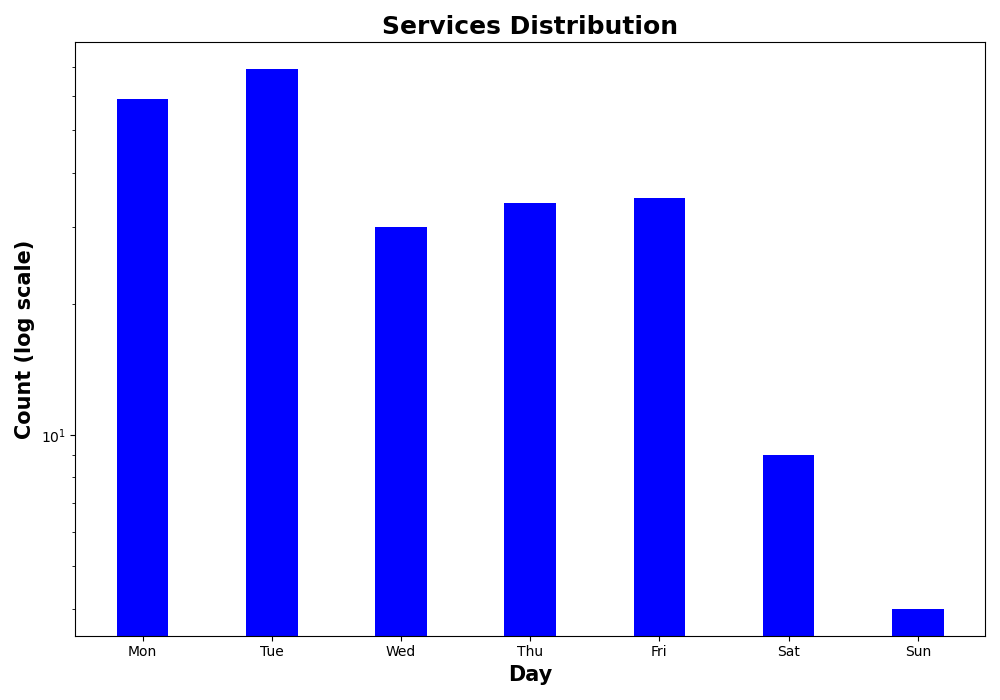 Services Distribution
Count (log scale)
10¹
Mon Tue Wed Thu Fri Sat Sun
Day